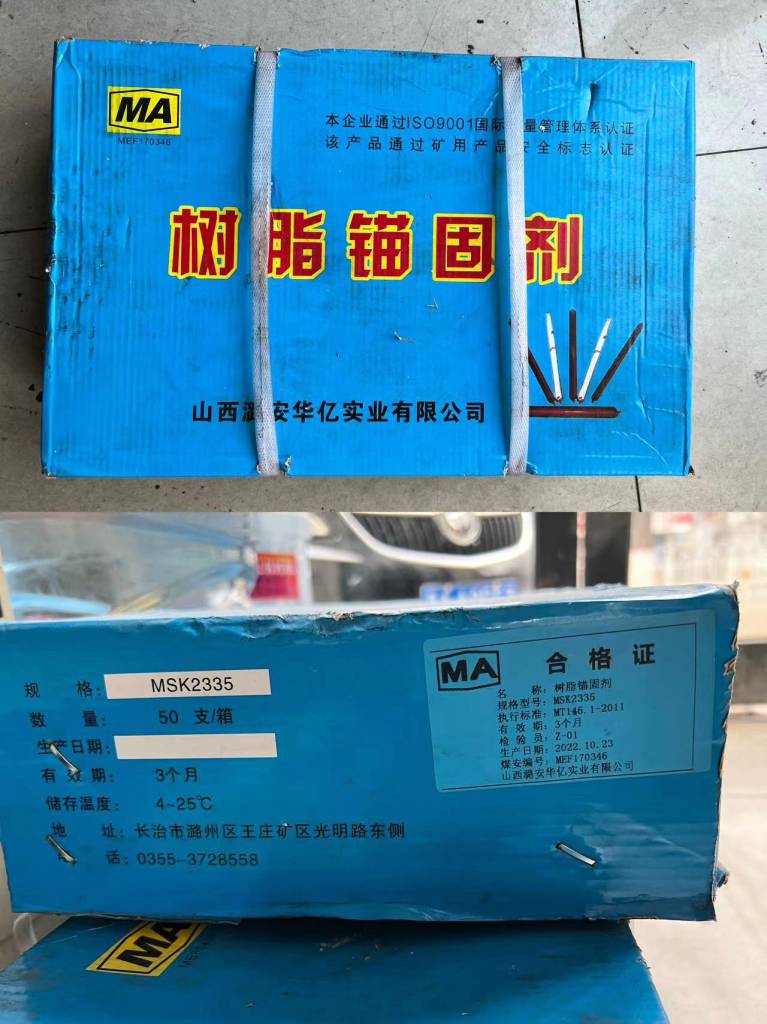 MA
MEF170346
本企业通过ISO9001国际 量管理体系认证
该产品通过矿用产品安全标志认证
树脂锚固剂
山西潞安华亿实业有限公司
规 格: MSK2335
数 量: 50 支/箱
生产日期:
有效期: 3个月
储存温度: 4~25℃
地 址: 长治市潞州区王庄矿区光明路东侧
话: 0355-3728558
MA 合格证
名 称: 树脂锚固剂
规格型号: MSK2335
执行标准: MT146.1-2011
有 效 期: 3个月
检 验 员: Z-01
生产日期: 2022.10.23
煤安编号: MEF170346
山西潞安华亿实业有限公司
MA